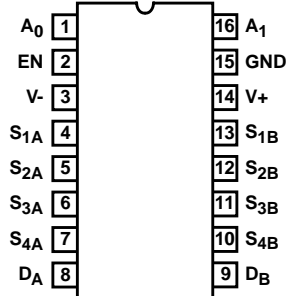 A0 1 16 A1
EN 2 15 GND
V- 3 14 V+
S1A 4 13 S1B
S2A 5 12 S2B
S3A 6 11 S3B
S4A 7 10 S4B
DA 8 9 DB